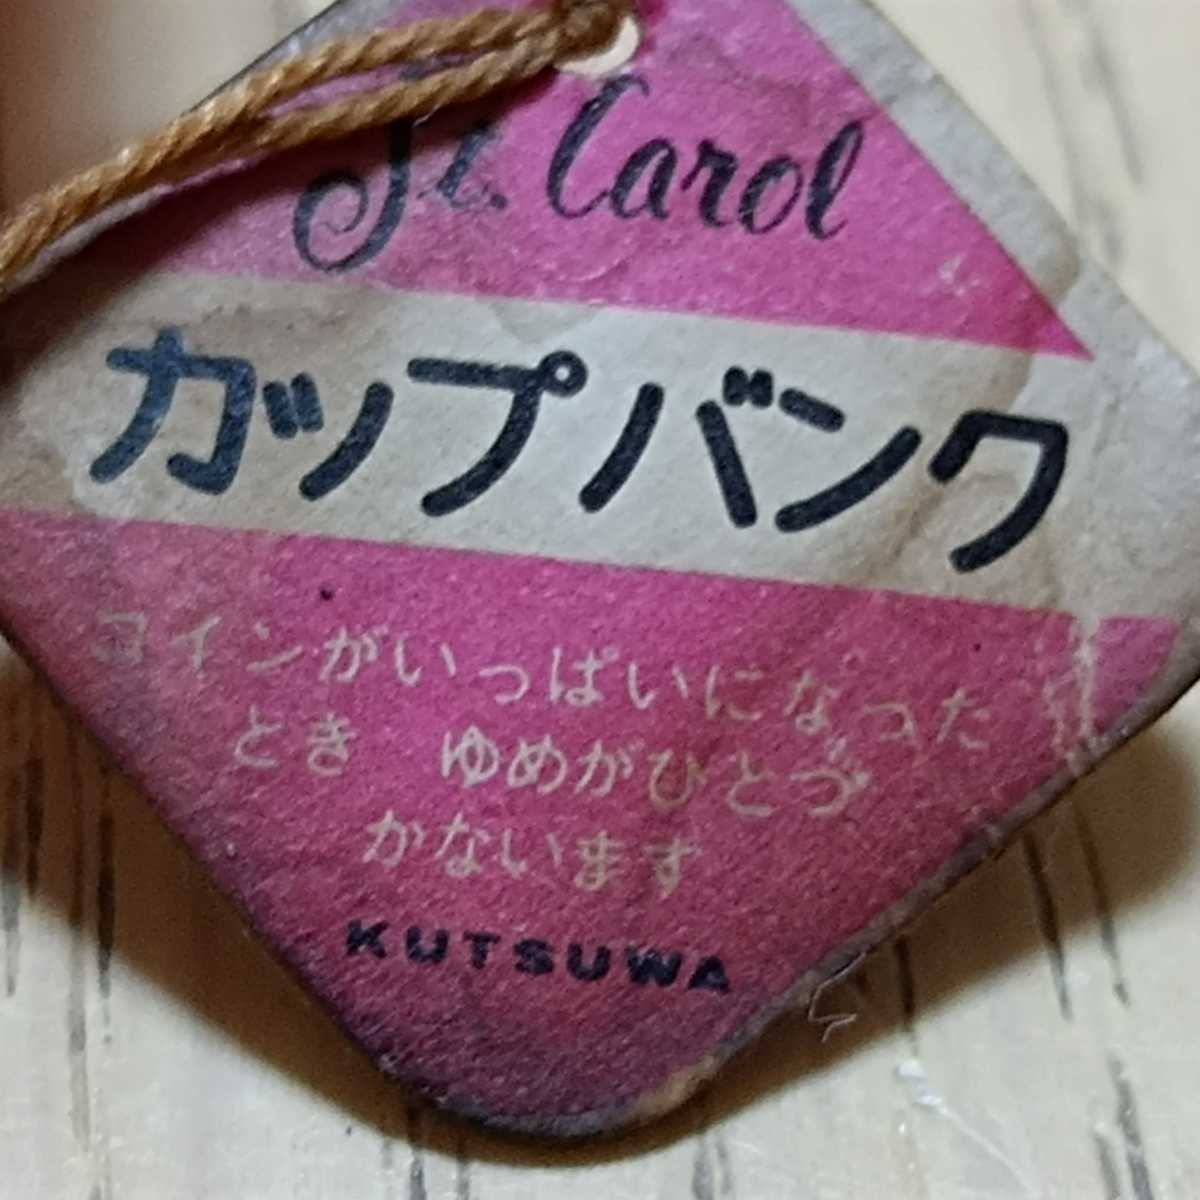 St. Carol
カップバンク
コインがいっぱいになった
とき　ゆめがひとつ
かないます
KUTSUWA